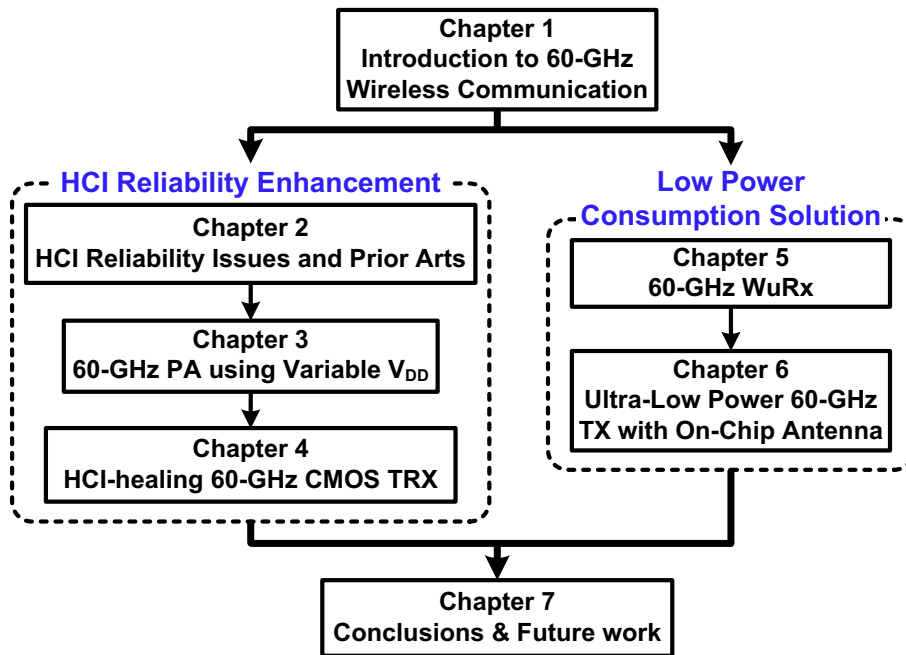 Chapter 1
Introduction to 60-GHz
Wireless Communication
HCI Reliability Enhancement
Chapter 2
HCI Reliability Issues and Prior Arts
Chapter 3
60-GHz PA using Variable VDD
Chapter 4
HCI-healing 60-GHz CMOS TRX
Low Power
Consumption Solution
Chapter 5
60-GHz WuRx
Chapter 6
Ultra-Low Power 60-GHz
TX with On-Chip Antenna
Chapter 7
Conclusions & Future work